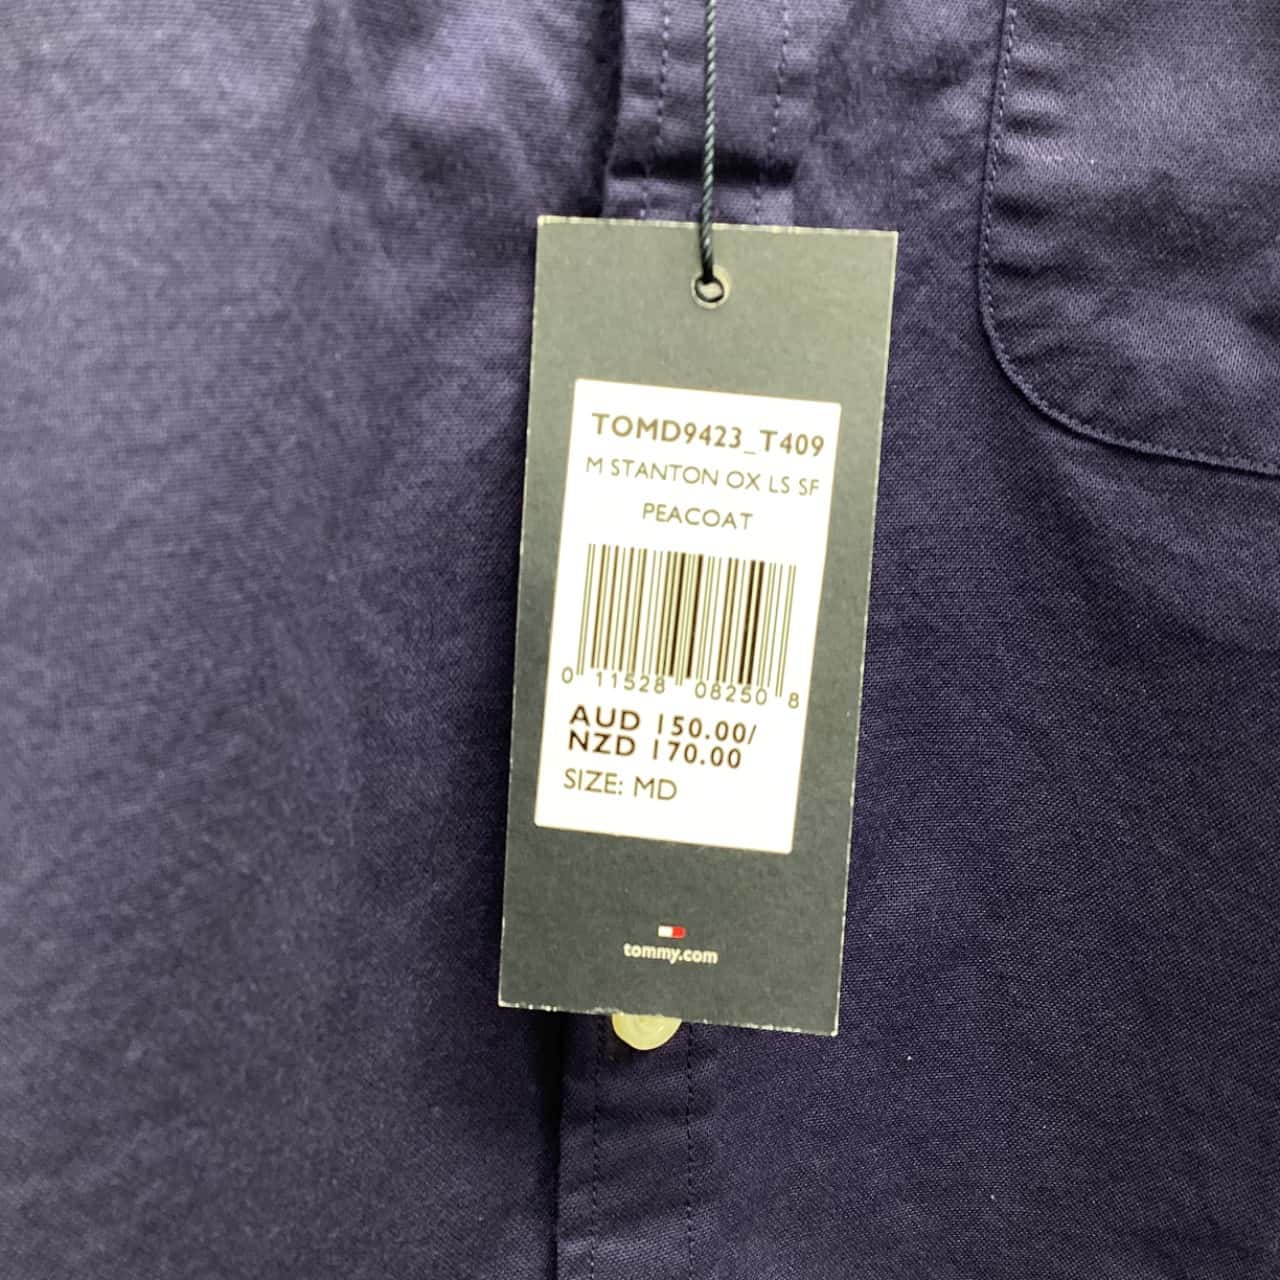 TOMD9423_T409
M STANTON OX LS SF
PEACOAT
0 11528 08250 8
AUD 150.00/
NZD 170.00
SIZE: MD
tommy.com